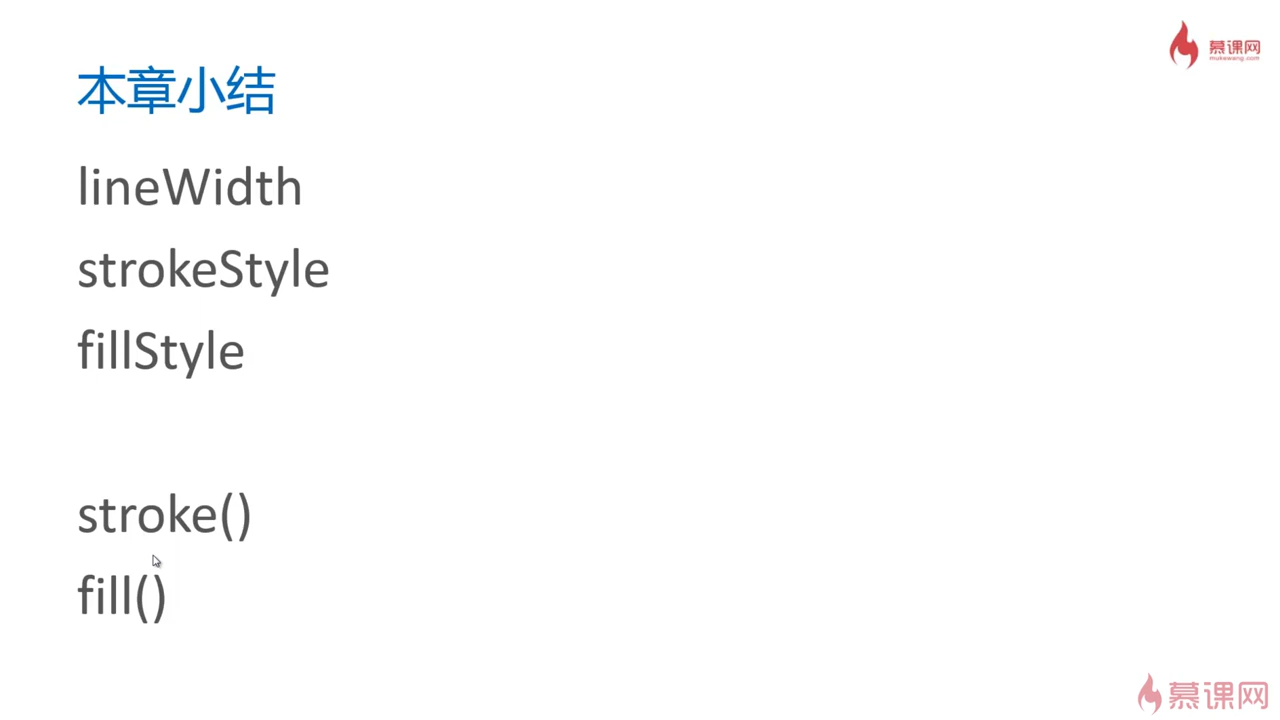 慕课网
mukewang.com
本章小结
lineWidth
strokeStyle
fillStyle
stroke()
fill()
慕课网